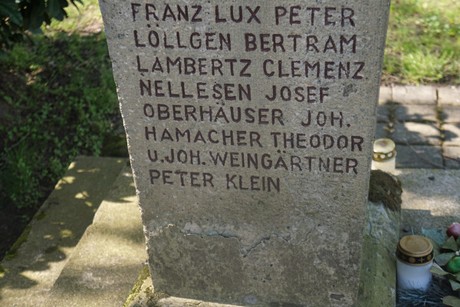 FRANZ LUX PETER
LÖLLGEN BERTRAM
LAMBERTZ CLEMENZ
NELLESEN JOSEF
OBERHÄUSER JOH.
HAMACHER THEODOR
U. JOH. WEINGÄRTNER
PETER KLEIN